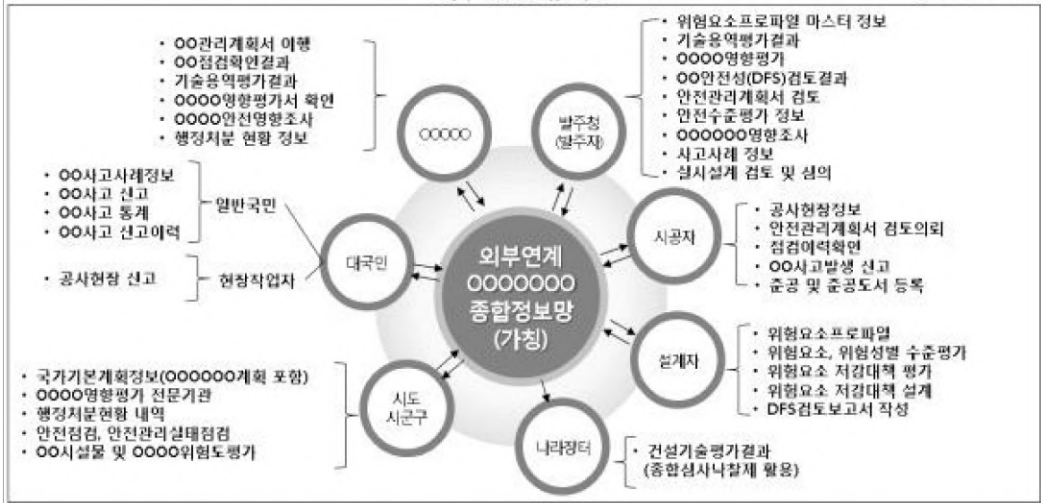 • OO관리계획서 이행
• OO점검확인결과
• 기술용역평가결과
• OOOO영향평가서 확인
• OOOO안전영향조사
• 행정처분 현황 정보
OOOOO
발주청
(발주자)
• 위험요소프로파일 마스터 정보
• 기술용역평가결과
• OOOO영향평가
• OO안전성(DFS)검토결과
• 안전관리계획서 검토
• 안전수준평가 정보
• OOOOOO영향조사
• 사고사례 정보
• 실시설계 검토 및 심의
• OO사고사례정보
• OO사고 신고
• OO사고 통계
• OO사고 신고이력
일반국민
• 공사현장 신고
현장작업자
대국민
외부연계
OOOOOOO
종합정보망
(가칭)
시공자
• 공사현장정보
• 안전관리계획서 검토의뢰
• 점검이력확인
• OO사고발생 신고
• 준공 및 준공도서 등록
설계자
• 위험요소프로파일
• 위험요소, 위험성별 수준평가
• 위험요소 저감대책 평가
• 위험요소 저감대책 설계
• DFS검토보고서 작성
• 국가기본계획정보(OOOOOO계획 포함)
• OOOO영향평가 전문기관
• 행정처분현황 내역
• 안전점검, 안전관리실태점검
• OO시설물 및 OOOO위험도평가
시도
시군구
나라장터
• 건설기술평가결과
(종합심사낙찰제 활용)